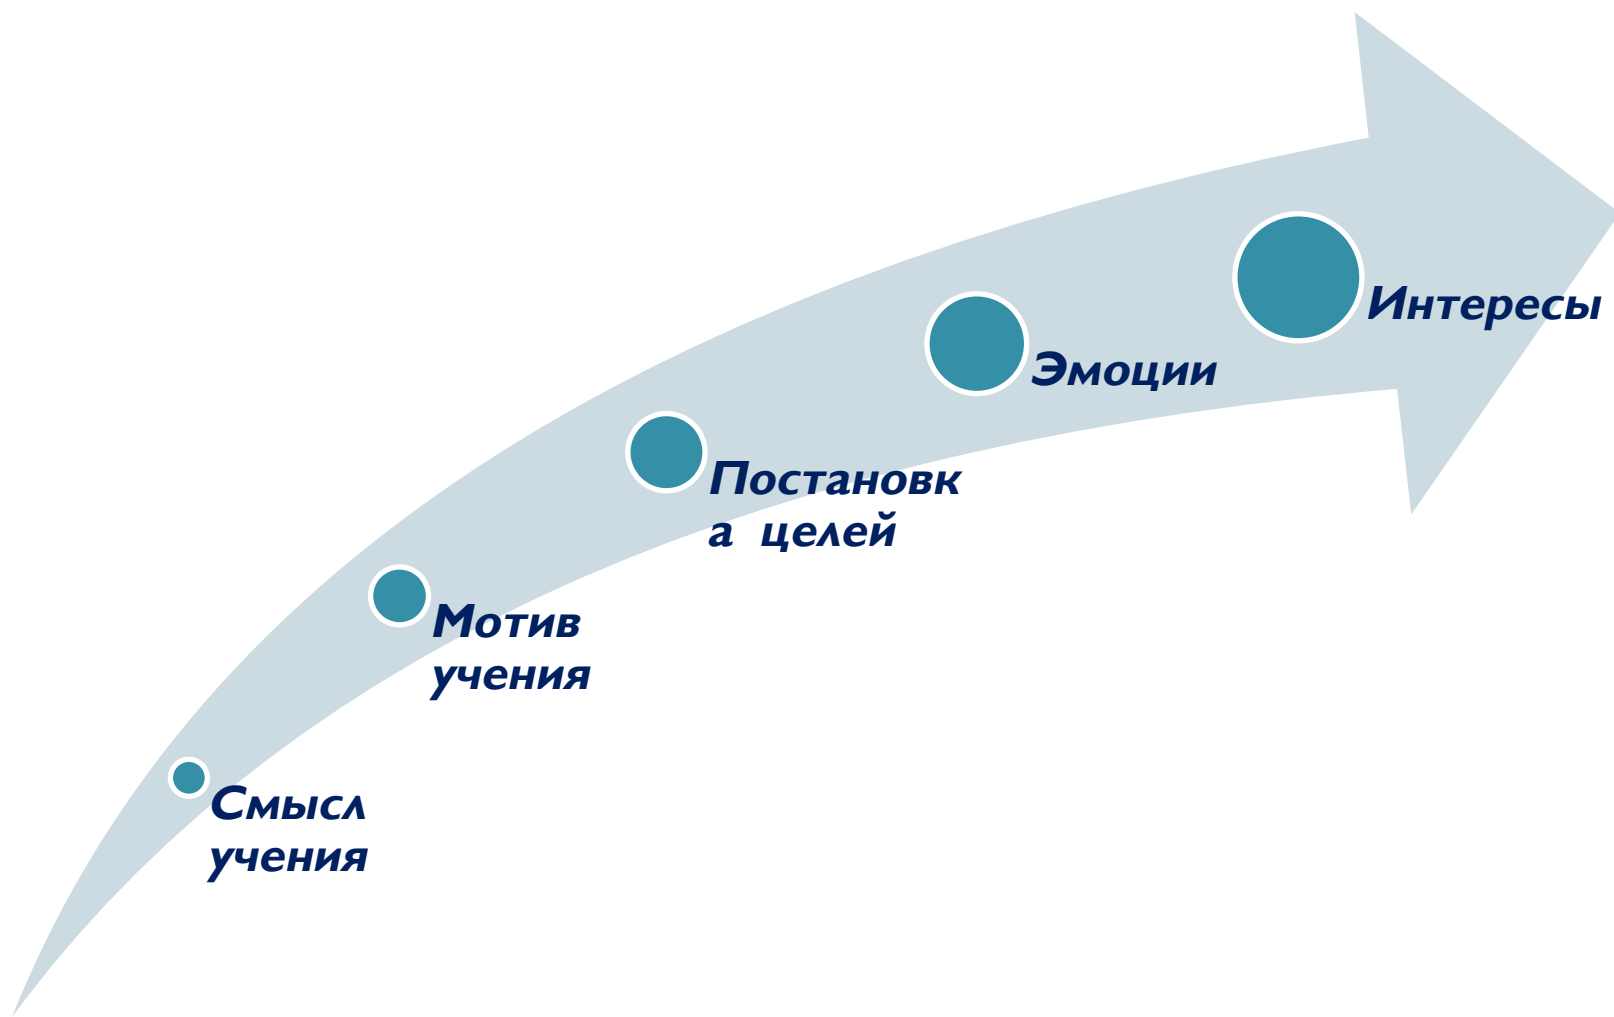 Смысл
учения
Мотив
учения
Постановк
а целей
Эмоции
Интересы